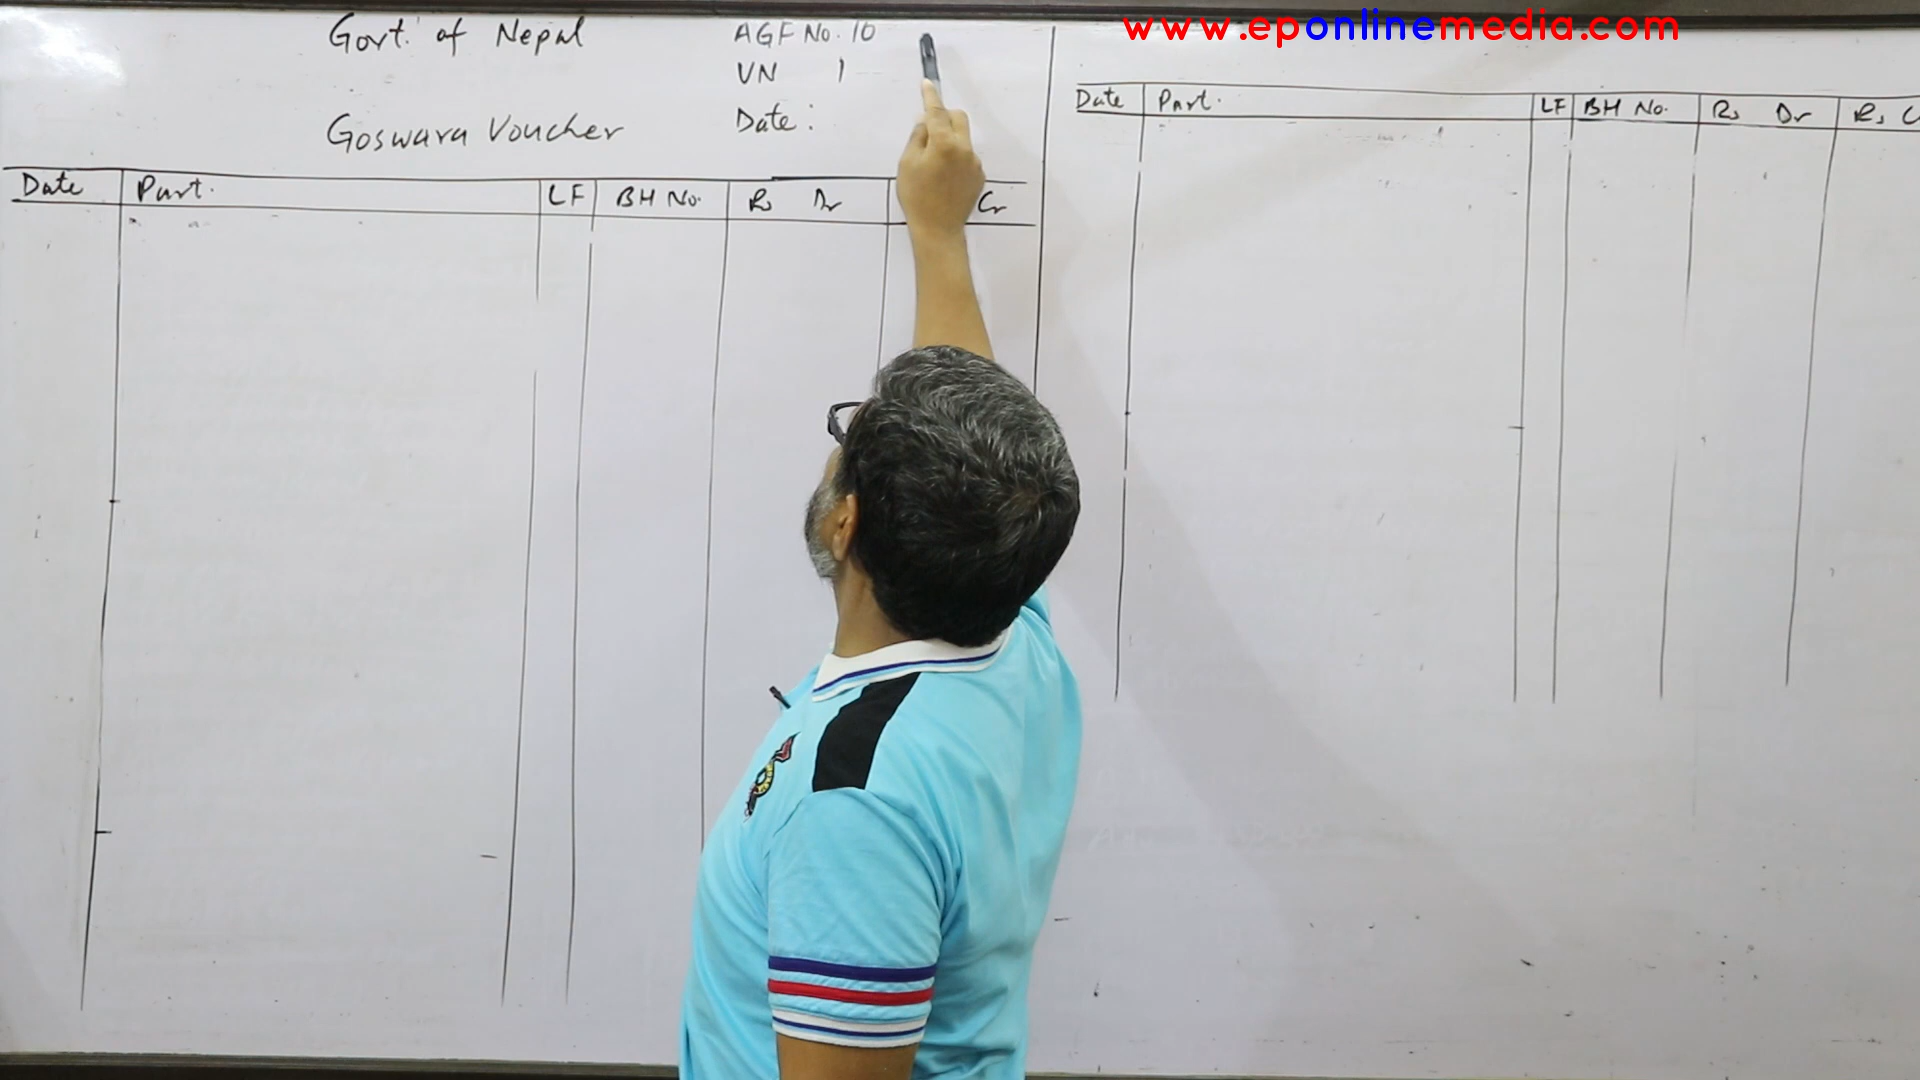 www.eponlinemedia.com
Govt. of Nepal AGF No. 10
VN 1
Goswara Voucher Date:
Date Part. LF BH No. Rs Dr Cr
Date Part. LF BH No. Rs Dr Rs C